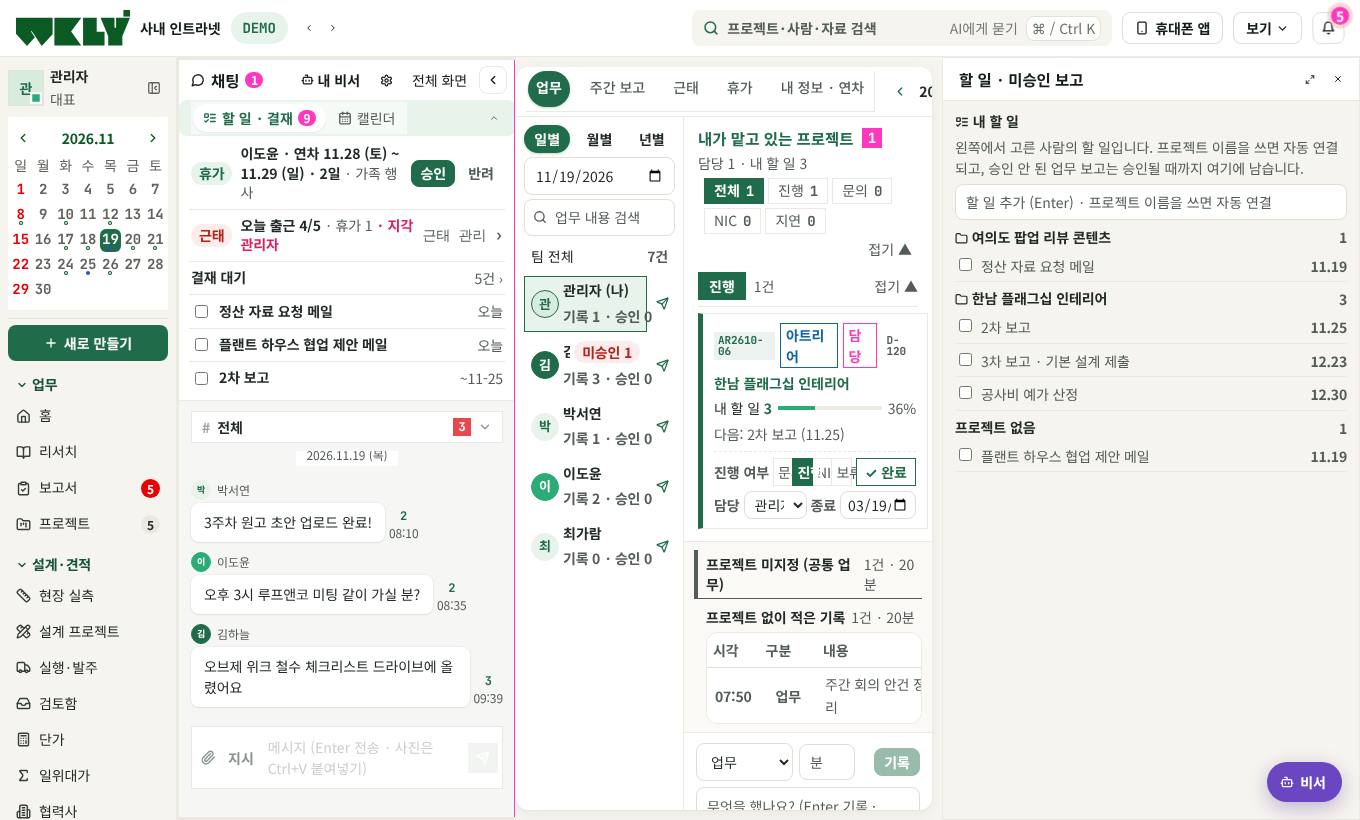 WKLY
사내 인트라넷
DEMO
프로젝트·사람·자료 검색
AI에게 묻기
⌘ / Ctrl K
휴대폰 앱
보기
5
관
관리자
대표
2026.11
일 월 화 수 목 금 토
1 2 3 4 5 6 7
8 9 10 11 12 13 14
15 16 17 18 19 20 21
22 23 24 25 26 27 28
29 30
+ 새로 만들기
업무
홈
리서치
보고서 5
프로젝트 5
설계·견적
현장 실측
설계 프로젝트
실행·발주
검토함
단가
일위대가
협력사
채팅 1
내 비서
전체 화면
할 일 · 결재 9
캘린더
휴가
이도윤 · 연차 11.28 (토) ~
11.29 (일) · 2일 · 가족 행
사
승인
반려
근태
오늘 출근 4/5 · 휴가 1 · 지각
관리자
근태 관리 ›
결재 대기
5건 ›
정산 자료 요청 메일
오늘
플랜트 하우스 협업 제안 메일
오늘
2차 보고
~11-25
# 전체
3
2026.11.19 (목)
박 박서연
3주차 원고 초안 업로드 완료!
2
08:10
이 이도윤
오후 3시 루프앤코 미팅 같이 가실 분?
2
08:35
김 김하늘
오브제 위크 철수 체크리스트 드라이브에 올
렸어요
3
09:39
지시
메시지 (Enter 전송 · 사진은
Ctrl+V 붙여넣기)
업무
주간 보고
근태
휴가
내 정보 · 연차
20
일별
월별
년별
11/19/2026
업무 내용 검색
팀 전체
7건
관
관리자 (나)
기록 1 · 승인 0
김
미승인 1
기록 3 · 승인 0
박
박서연
기록 1 · 승인 0
이
이도윤
기록 2 · 승인 0
최
최가람
기록 0 · 승인 0
내가 맡고 있는 프로젝트 1
담당 1 · 내 할 일 3
전체 1
진행 1
문의 0
NIC 0
지연 0
접기 ▲
진행
1건
접기 ▲
AR2610-
06
아트리
어
담
당
D-
120
한남 플래그십 인테리어
내 할 일 3
36%
다음: 2차 보고 (11.25)
진행 여부
✓ 완료
담당
종료
03/19/
프로젝트 미지정 (공통 업
무)
1건 · 20
분
프로젝트 없이 적은 기록 1건 · 20분
시각 구분 내용
07:50 업무
주간 회의 안건 정
리
업무
분
기록
무엇을 했나요? (Enter 기록 ·
할 일 · 미승인 보고
내 할 일
왼쪽에서 고른 사람의 할 일입니다. 프로젝트 이름을 쓰면 자동 연결
되고, 승인 안 된 업무 보고는 승인될 때까지 여기에 남습니다.
할 일 추가 (Enter) · 프로젝트 이름을 쓰면 자동 연결
여의도 팝업 리뷰 콘텐츠
1
정산 자료 요청 메일
11.19
한남 플래그십 인테리어
3
2차 보고
11.25
3차 보고 · 기본 설계 제출
12.23
공사비 예가 산정
12.30
프로젝트 없음
1
플랜트 하우스 협업 제안 메일
11.19
비서